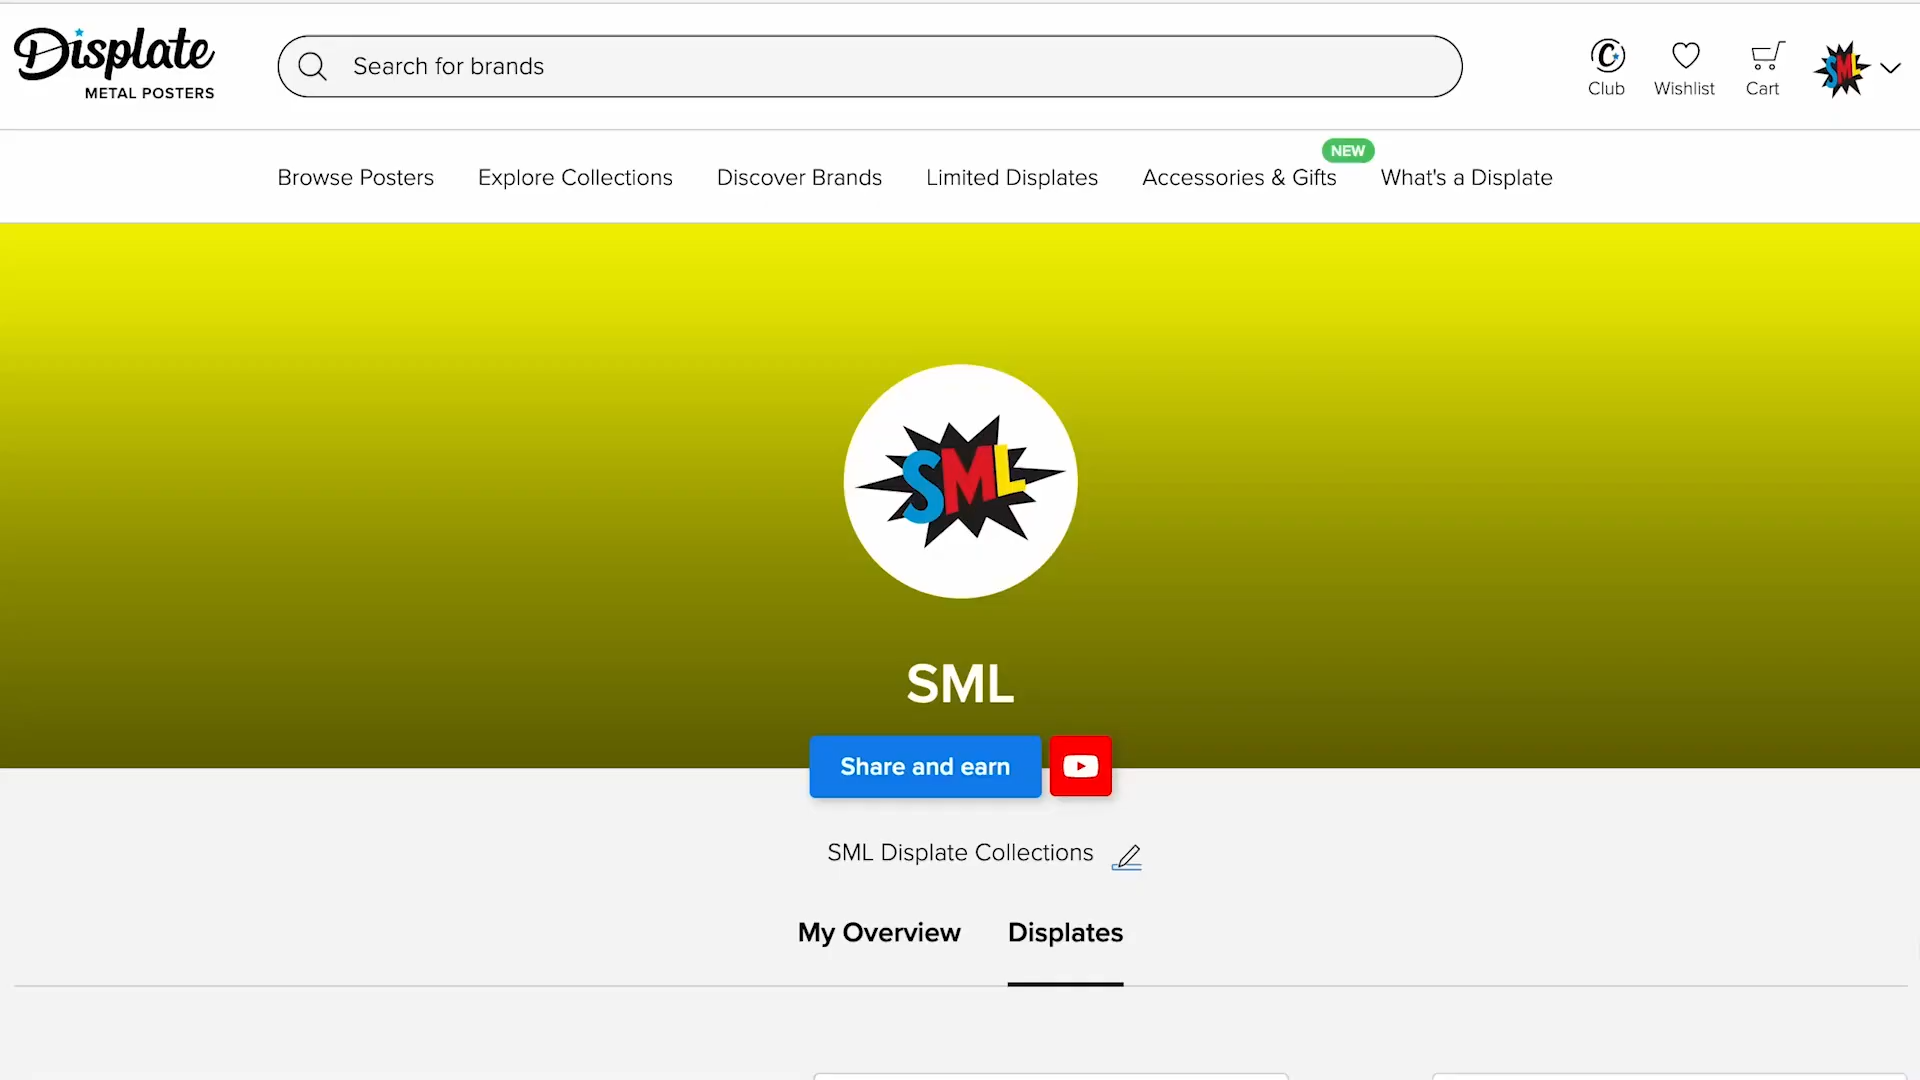 Displate
METAL POSTERS
Search for brands
Club
Wishlist
Cart
SML
NEW
Browse Posters
Explore Collections
Discover Brands
Limited Displates
Accessories & Gifts
What's a Displate
SML
SML
Share and earn
SML Displate Collections
My Overview
Displates